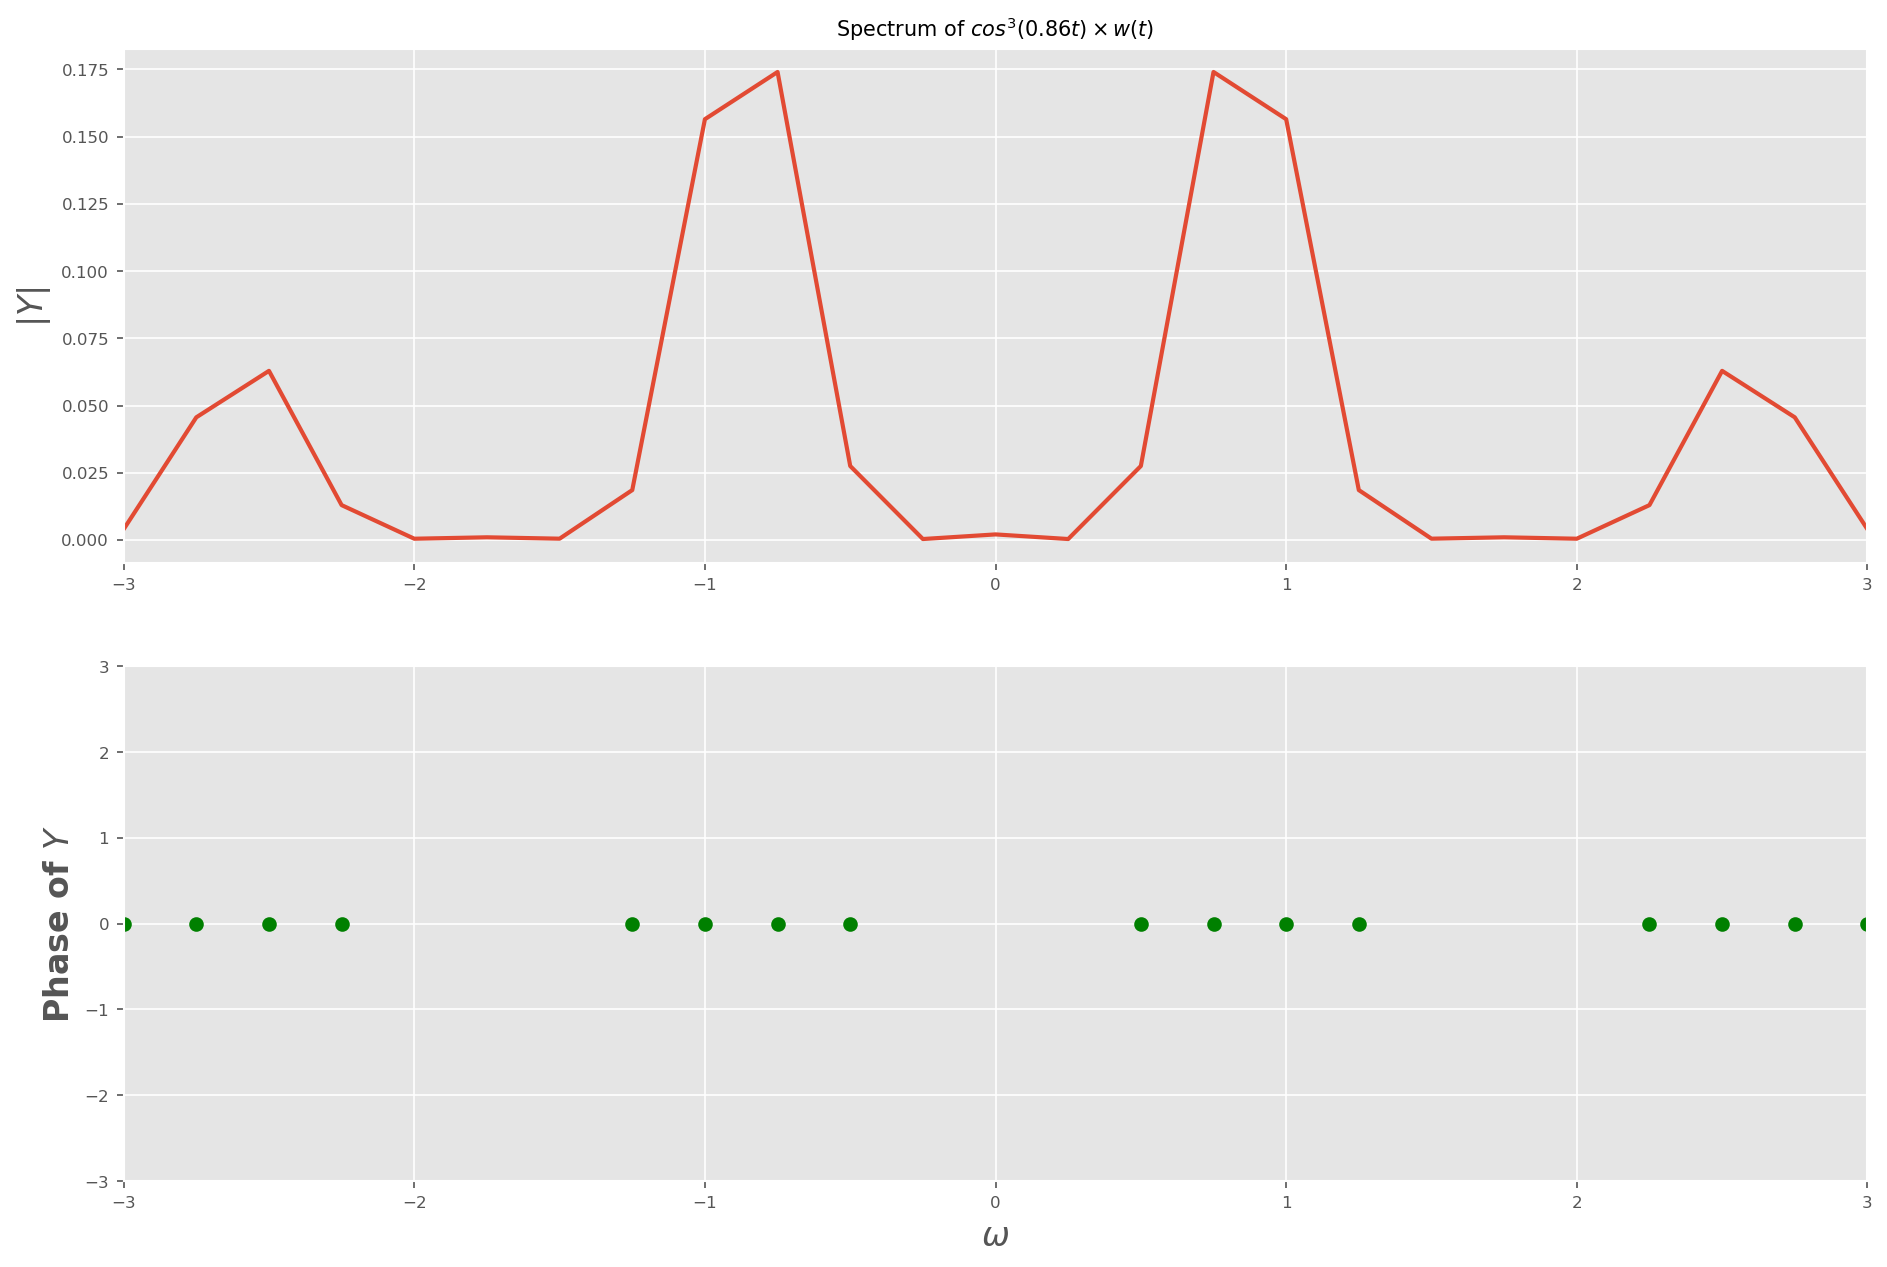 Spectrum of cos³(0.86t) × w(t)
|Y|
0.175
0.150
0.125
0.100
0.075
0.050
0.025
0.000
−3 −2 −1 0 1 2 3
Phase of Y
3
2
1
0
−1
−2
−3
−3 −2 −1 0 1 2 3
ω